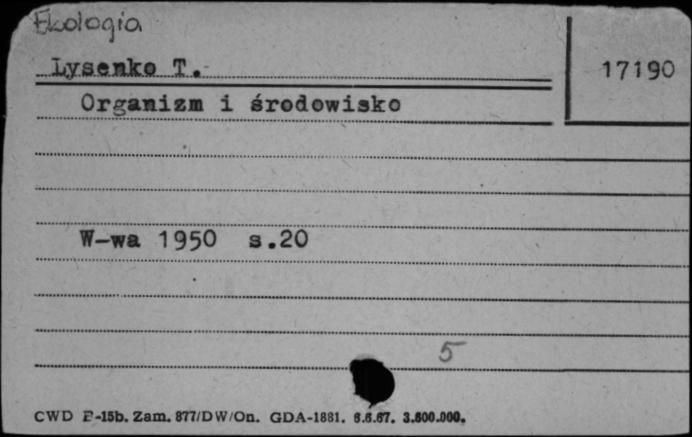 Ekologia
Lysenko T.
17190
Organizm i środowisko
W-wa 1950 s.20
5
CWD P-15b. Zam. 877/DW/On. GDA-1881. 6.6.67. 3.600.000.